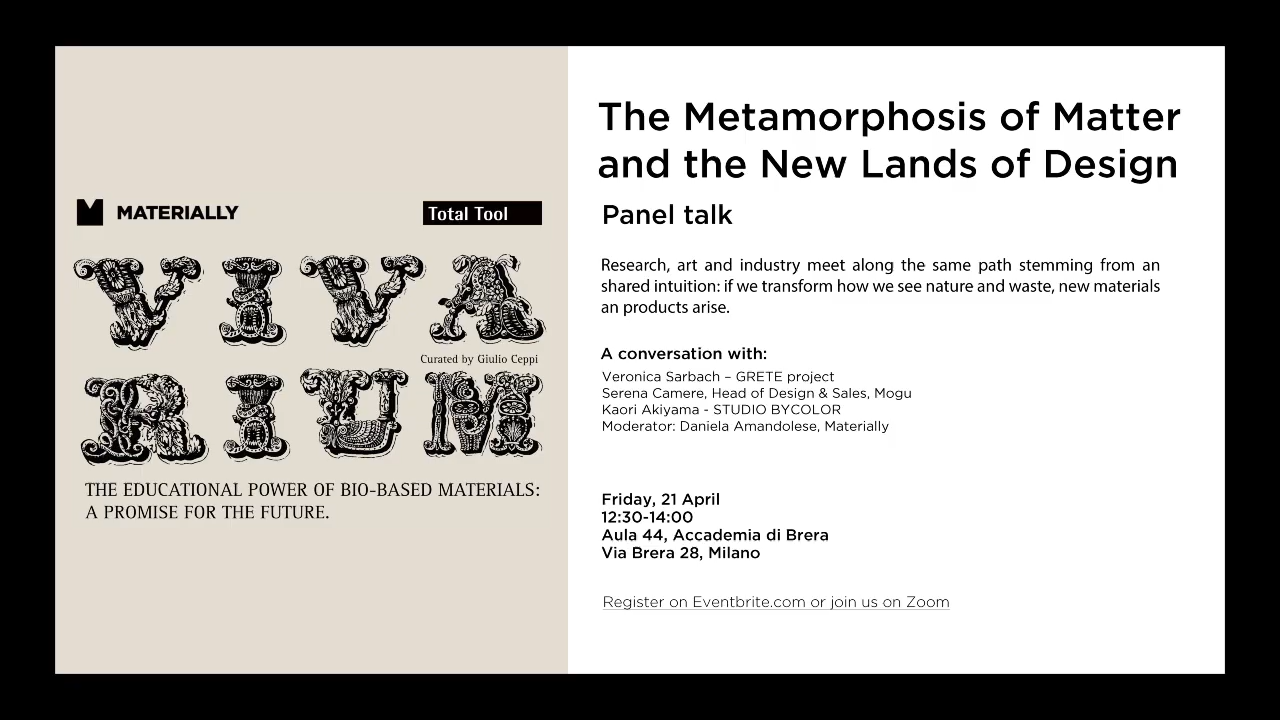 MATERIALLY
Total Tool
VIVA
Curated by Giulio Ceppi
RIUM
THE EDUCATIONAL POWER OF BIO-BASED MATERIALS:
A PROMISE FOR THE FUTURE.
The Metamorphosis of Matter
and the New Lands of Design
Panel talk
Research, art and industry meet along the same path stemming from an
shared intuition: if we transform how we see nature and waste, new materials
an products arise.
A conversation with:
Veronica Sarbach – GRETE project
Serena Camere, Head of Design & Sales, Mogu
Kaori Akiyama - STUDIO BYCOLOR
Moderator: Daniela Amandolese, Materially
Friday, 21 April
12:30-14:00
Aula 44, Accademia di Brera
Via Brera 28, Milano
Register on Eventbrite.com or join us on Zoom